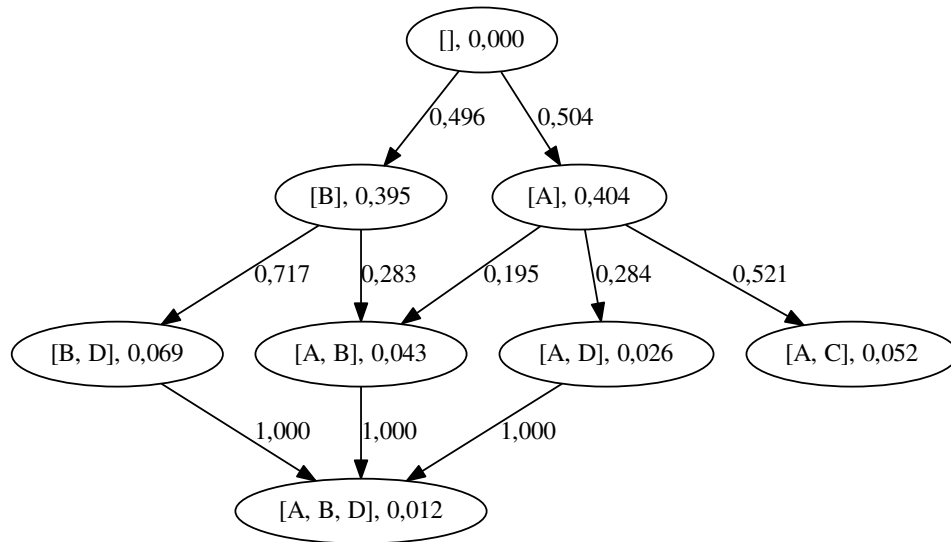 [], 0,000
0,496
0,504
[B], 0,395
[A], 0,404
0,717
0,283
0,195
0,284
0,521
[B, D], 0,069
[A, B], 0,043
[A, D], 0,026
[A, C], 0,052
1,000
1,000
1,000
[A, B, D], 0,012